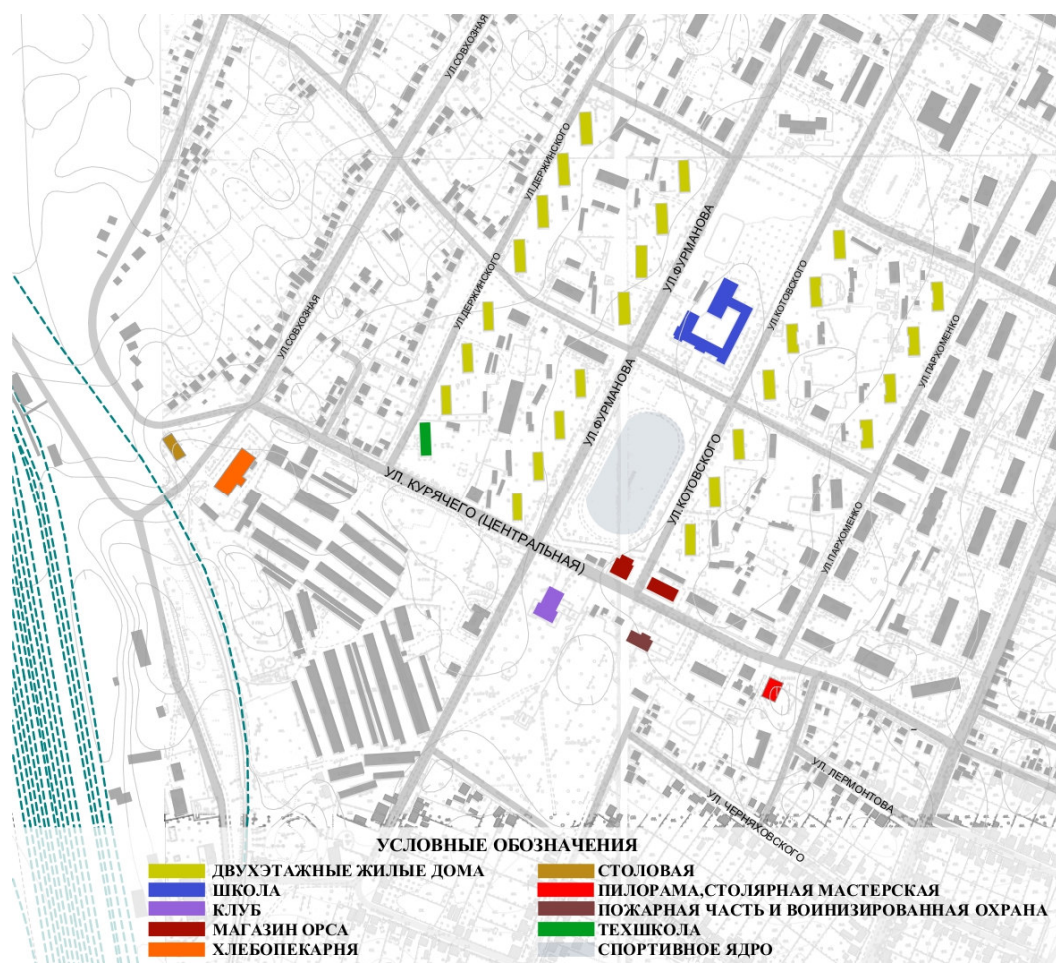 УЛ.СОВХОЗНАЯ
УЛ.ДЕРЖИНСКОГО
УЛ.ФУРМАНОВА
УЛ.ДЕРЖИНСКОГО
УЛ.КОТОВСКОГО
УЛ.СОВХОЗНАЯ
УЛ.ПАРХОМЕНКО
УЛ.ФУРМАНОВА
УЛ.КОТОВСКОГО
УЛ. КУРЯЧЕГО (ЦЕНТРАЛЬНАЯ)
УЛ.ПАРХОМЕНКО
УЛ. ЛЕРМОНТОВА
УЛ. ЧЕРНЯХОВСКОГО
УСЛОВНЫЕ ОБОЗНАЧЕНИЯ
ДВУХЭТАЖНЫЕ ЖИЛЫЕ ДОМА
ШКОЛА
КЛУБ
МАГАЗИН ОРСА
ХЛЕБОПЕКАРНЯ
СТОЛОВАЯ
ПИЛОРАМА,СТОЛЯРНАЯ МАСТЕРСКАЯ
ПОЖАРНАЯ ЧАСТЬ И ВОИНИЗИРОВАННАЯ ОХРАНА
ТЕХШКОЛА
СПОРТИВНОЕ ЯДРО